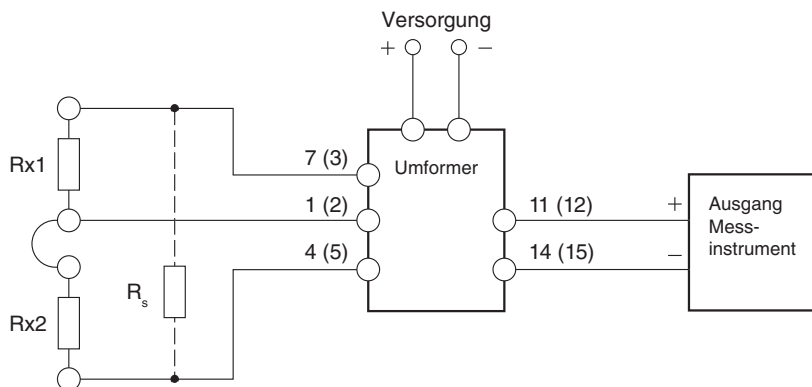 Versorgung
+ −
Rx1
7 (3)
Umformer
1 (2)
11 (12)
+
Ausgang
Mess-
instrument
4 (5)
14 (15)
−
Rs
Rx2